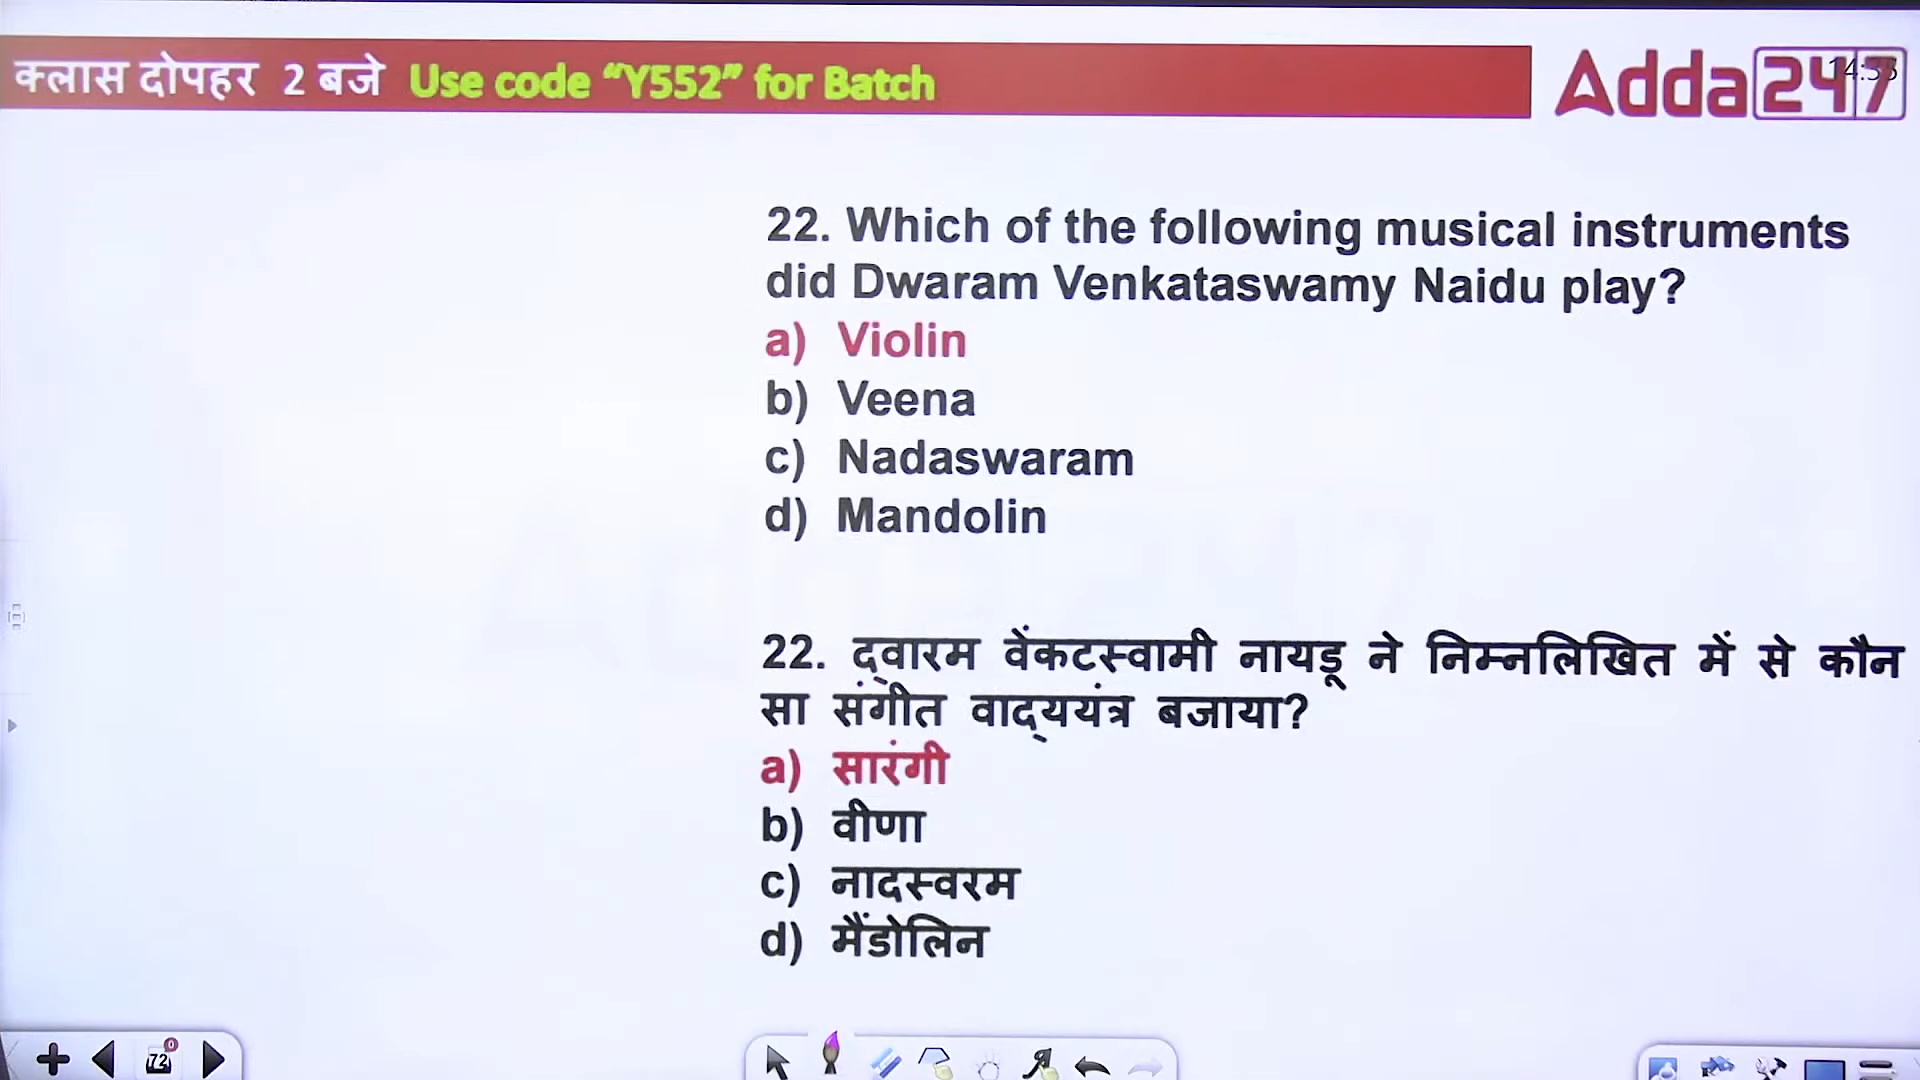 क्लास दोपहर 2 बजे Use code “Y552” for Batch
Adda247
22. Which of the following musical instruments
did Dwaram Venkataswamy Naidu play?
a) Violin
b) Veena
c) Nadaswaram
d) Mandolin
22. द्वारम वेंकटस्वामी नायडू ने निम्नलिखित में से कौन
सा संगीत वाद्ययंत्र बजाया?
a) सारंगी
b) वीणा
c) नादस्वरम
d) मैंडोलिन
72
0